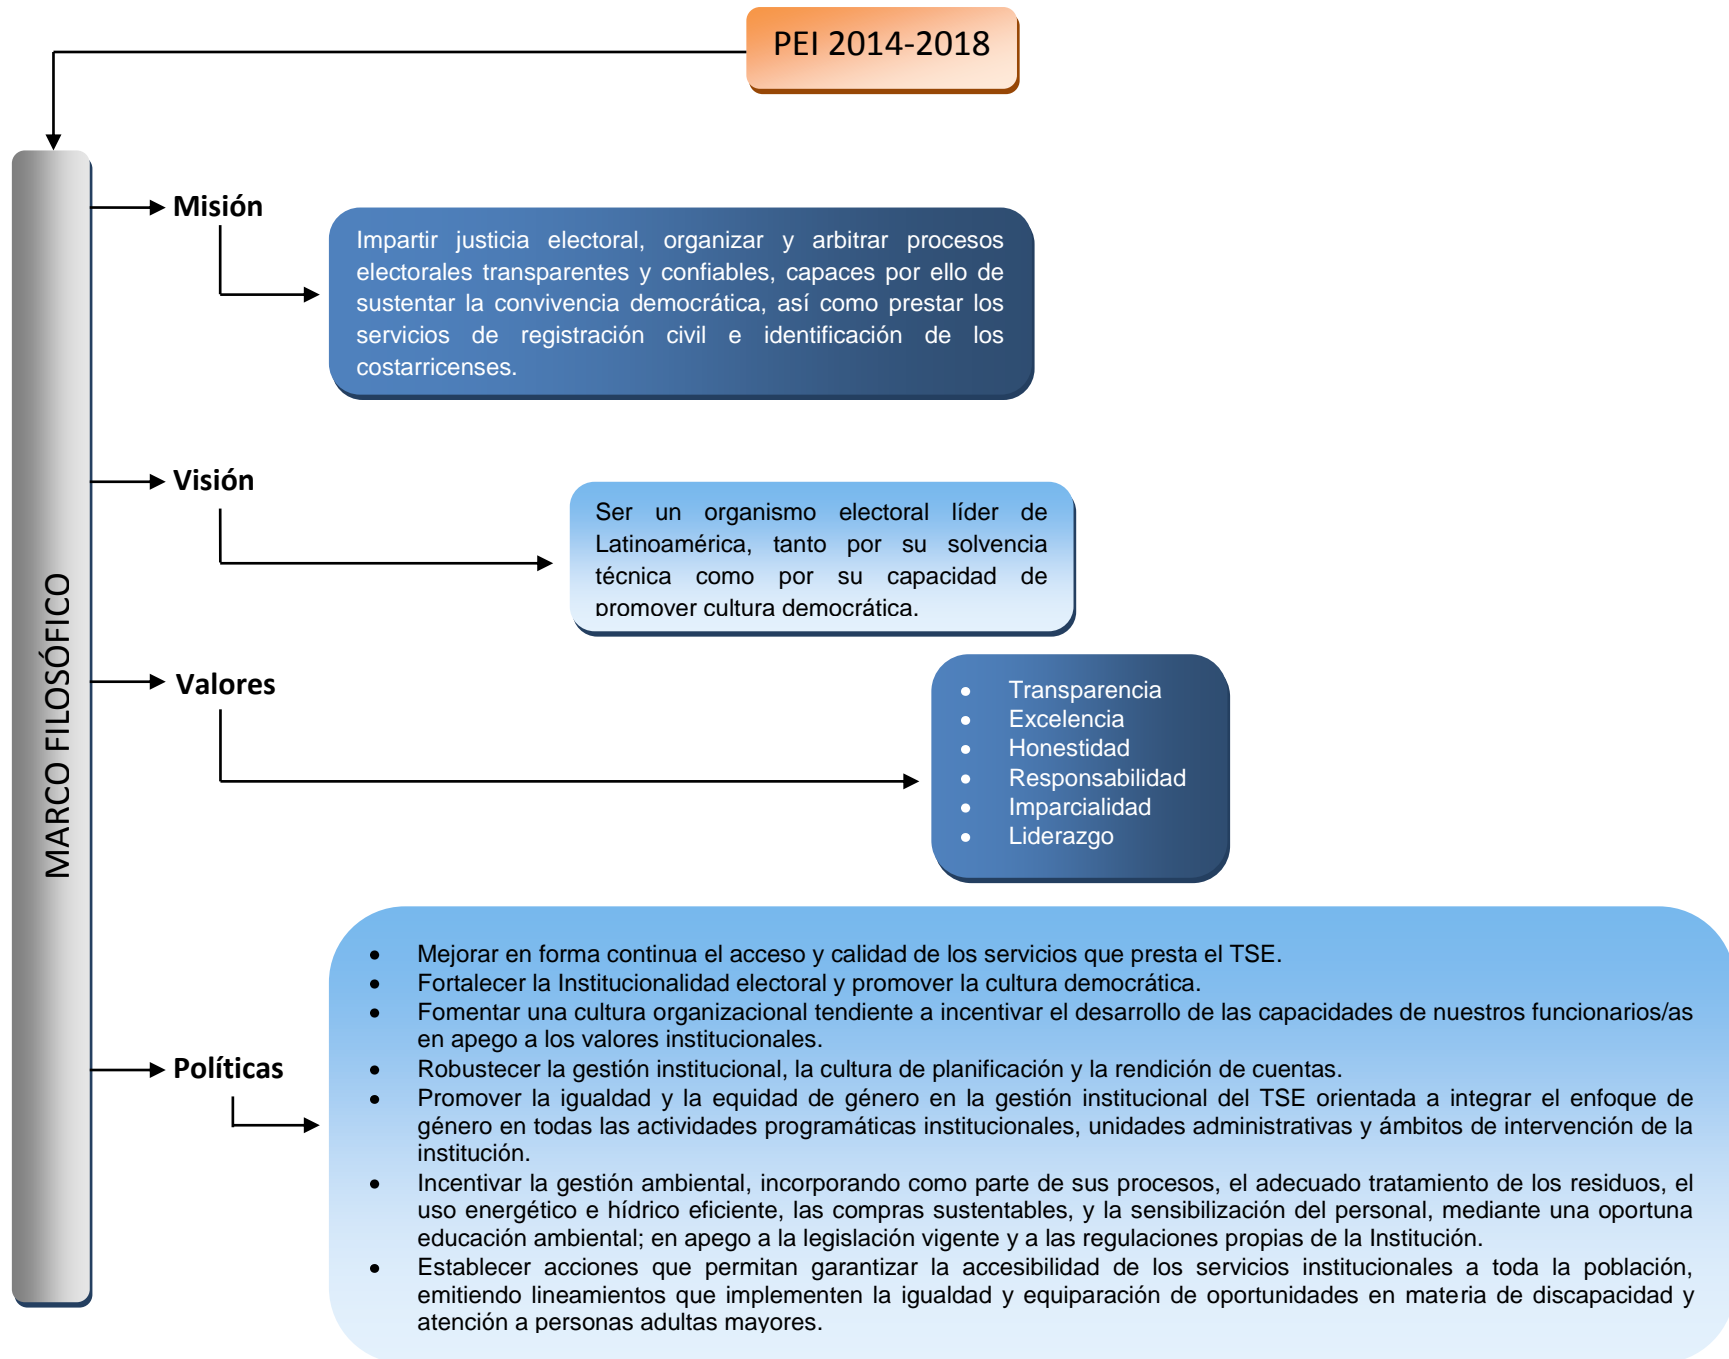 PEI 2014-2018
MARCO FILOSÓFICO
Misión
Impartir justicia electoral, organizar y arbitrar procesos
electorales transparentes y confiables, capaces por ello de
sustentar la convivencia democrática, así como prestar los
servicios de registración civil e identificación de los
costarricenses.
Visión
Ser un organismo electoral líder de
Latinoamérica, tanto por su solvencia
técnica como por su capacidad de
promover cultura democrática.
Valores
• Transparencia
• Excelencia
• Honestidad
• Responsabilidad
• Imparcialidad
• Liderazgo
Políticas
• Mejorar en forma continua el acceso y calidad de los servicios que presta el TSE.
• Fortalecer la Institucionalidad electoral y promover la cultura democrática.
• Fomentar una cultura organizacional tendiente a incentivar el desarrollo de las capacidades de nuestros funcionarios/as
en apego a los valores institucionales.
• Robustecer la gestión institucional, la cultura de planificación y la rendición de cuentas.
• Promover la igualdad y la equidad de género en la gestión institucional del TSE orientada a integrar el enfoque de
género en todas las actividades programáticas institucionales, unidades administrativas y ámbitos de intervención de la
institución.
• Incentivar la gestión ambiental, incorporando como parte de sus procesos, el adecuado tratamiento de los residuos, el
uso energético e hídrico eficiente, las compras sustentables, y la sensibilización del personal, mediante una oportuna
educación ambiental; en apego a la legislación vigente y a las regulaciones propias de la Institución.
• Establecer acciones que permitan garantizar la accesibilidad de los servicios institucionales a toda la población,
emitiendo lineamientos que implementen la igualdad y equiparación de oportunidades en materia de discapacidad y
atención a personas adultas mayores.